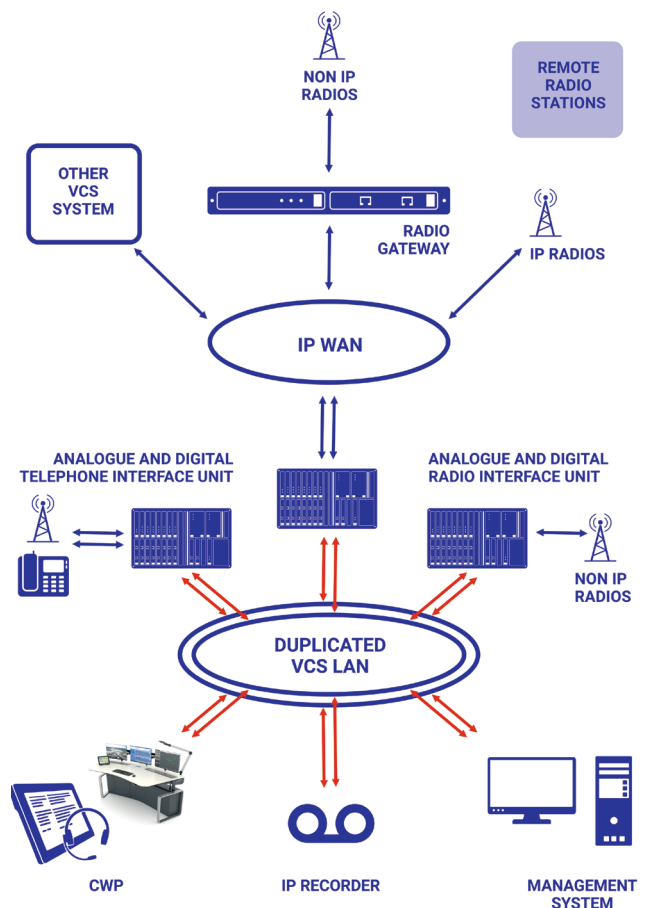 NON IP
RADIOS
REMOTE
RADIO
STATIONS
OTHER
VCS
SYSTEM
RADIO
GATEWAY
IP RADIOS
IP WAN
ANALOGUE AND DIGITAL
TELEPHONE INTERFACE UNIT
ANALOGUE AND DIGITAL
RADIO INTERFACE UNIT
NON IP
RADIOS
DUPLICATED
VCS LAN
CWP
IP RECORDER
MANAGEMENT
SYSTEM